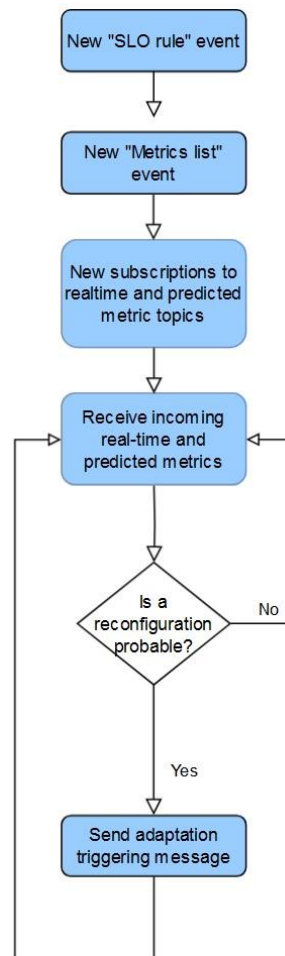 New "SLO rule" event
New "Metrics list"
event
New subscriptions to
realtime and predicted
metric topics
Receive incoming
real-time and
predicted metrics
Is a
reconfiguration
probable?
No
Yes
Send adaptation
triggering message